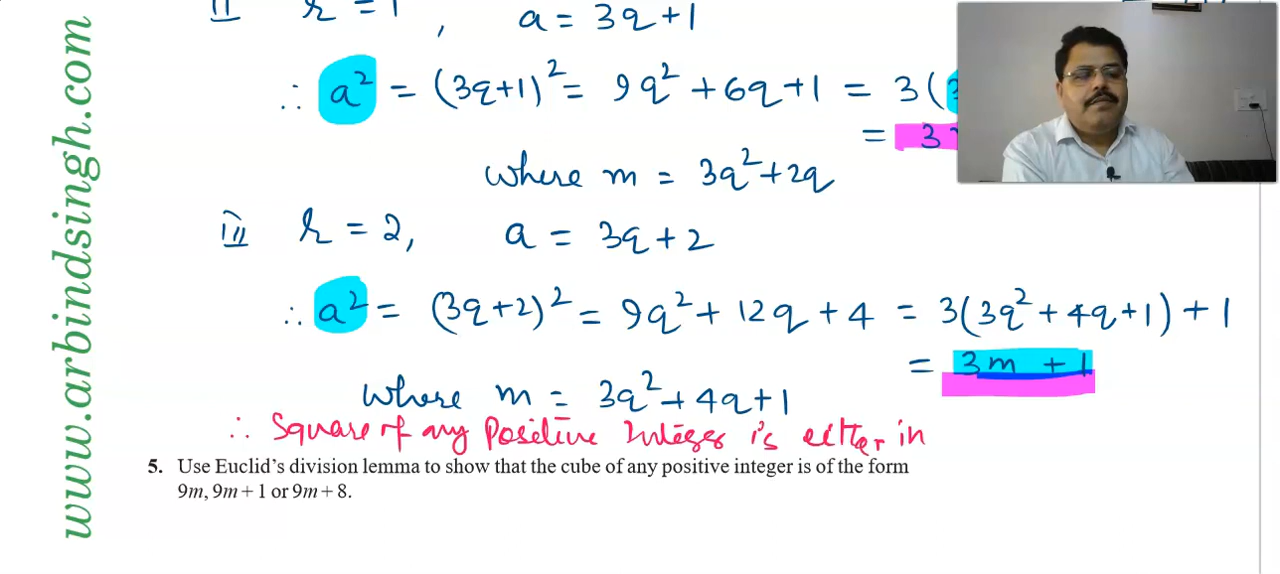 ii r = 1, a = 3q+1
∴ a² = (3q+1)² = 9q² + 6q + 1 = 3(3
= 3
where m = 3q² + 2q
iii r = 2, a = 3q + 2
∴ a² = (3q+2)² = 9q² + 12q + 4 = 3(3q² + 4q + 1) + 1
= 3m + 1
where m = 3q² + 4q + 1
∴ Square of any Positive Integer is either in
5. Use Euclid’s division lemma to show that the cube of any positive integer is of the form
9m, 9m + 1 or 9m + 8.
www.arbindsingh.com